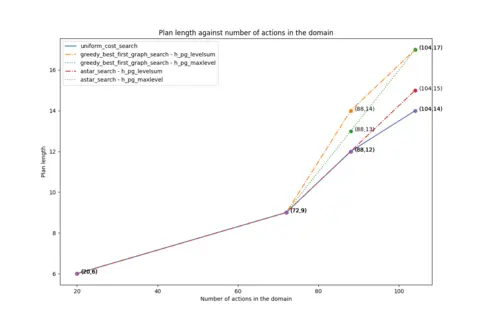 Plan length against number of actions in the domain
uniform_cost_search
greedy_best_first_graph_search - h_pg_levelsum
greedy_best_first_graph_search - h_pg_maxlevel
astar_search - h_pg_levelsum
astar_search - h_pg_maxlevel
(104,17)
16
(104,15)
14
(88,14)
(104,14)
(88,13)
12
(88,12)
10
(72,9)
8
6
(20,6)
Plan length
20
40
60
80
100
Number of actions in the domain